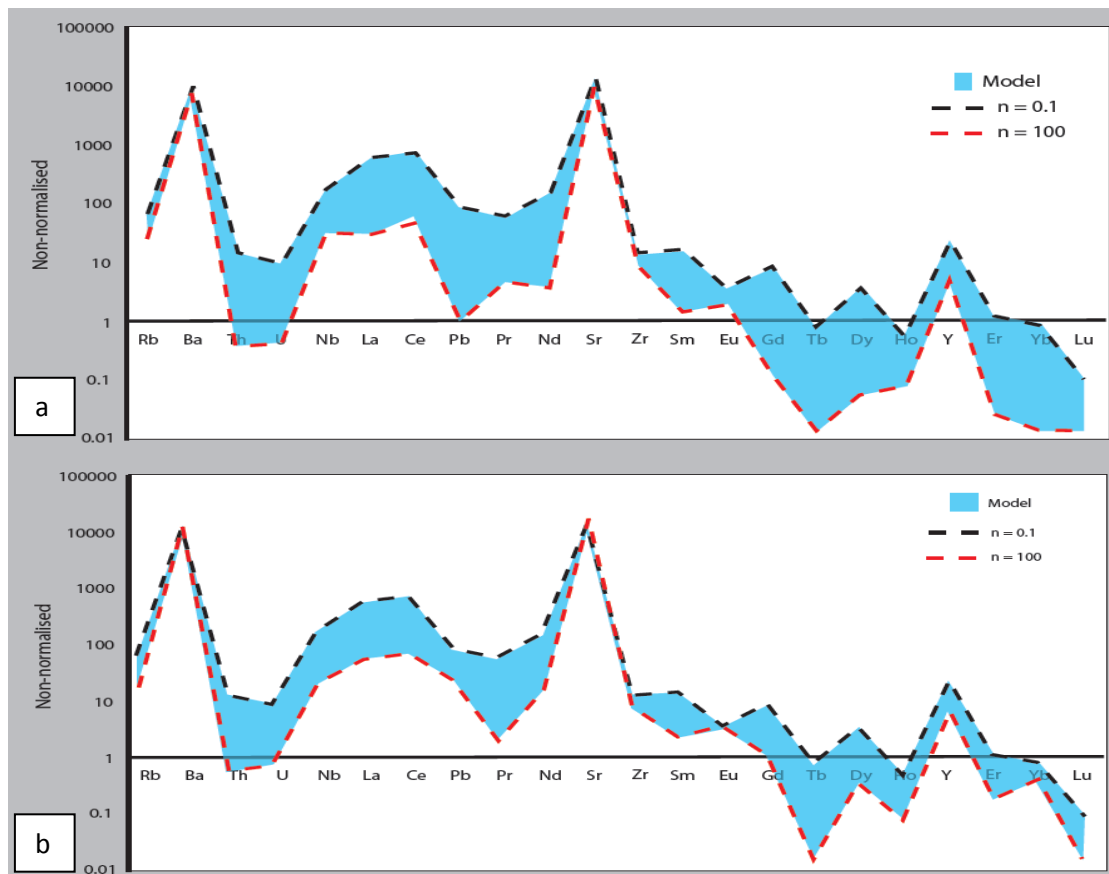 100000
10000
1000
100
10
1
0.1
0.01
Non-normalised
Model
n = 0.1
n = 100
Rb Ba Th U Nb La Ce Pb Pr Nd Sr Zr Sm Eu Gd Tb Dy Ho Y Er Yb Lu
a
100000
10000
1000
100
10
1
0.1
0.01
Non-normalised
Model
n = 0.1
n = 100
Rb Ba Th U Nb La Ce Pb Pr Nd Sr Zr Sm Eu Gd Tb Dy Ho Y Er Yb Lu
b